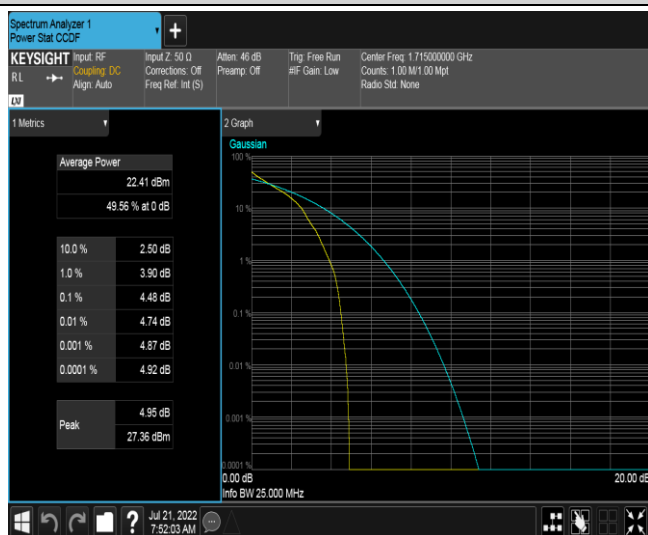 Spectrum Analyzer 1
Power Stat CCDF
+
KEYSIGHT
R L
LXI
Input: RF
Coupling: DC
Align: Auto
Input Z: 50 Ω
Corrections: Off
Freq Ref: Int (S)
Atten: 46 dB
Preamp: Off
Trig: Free Run
#IF Gain: Low
Center Freq: 1.715000000 GHz
Counts: 1.00 M/1.00 Mpt
Radio Std: None
1 Metrics
Average Power
22.41 dBm
49.56 % at 0 dB
10.0 % 2.50 dB
1.0 % 3.90 dB
0.1 % 4.48 dB
0.01 % 4.74 dB
0.001 % 4.87 dB
0.0001 % 4.92 dB
Peak 4.95 dB
27.36 dBm
2 Graph
Gaussian
100 %
10 %
1 %
0.1 %
0.01 %
0.001 %
0.0001 %
0.00 dB 20.00 dB
Info BW 25.000 MHz
?
Jul 21, 2022
7:52:03 AM